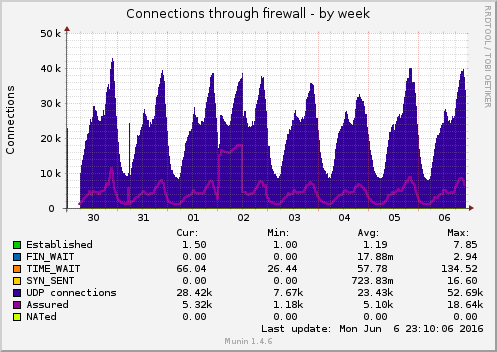 Connections through firewall - by week
RRDTOOL / TOBI OETIKER
Connections
50 k
40 k
30 k
20 k
10 k
0
30 31 01 02 03 04 05 06
Cur: Min: Avg: Max:
Established 1.50 1.00 1.19 7.85
FIN_WAIT 0.00 0.00 17.88m 2.94
TIME_WAIT 66.04 26.44 57.78 134.52
SYN_SENT 0.00 0.00 723.83m 16.60
UDP connections 28.42k 7.67k 23.43k 52.69k
Assured 5.32k 1.18k 5.10k 18.64k
NATed 0.00 0.00 0.00 0.00
Last update: Mon Jun 6 23:10:06 2016
Munin 1.4.6